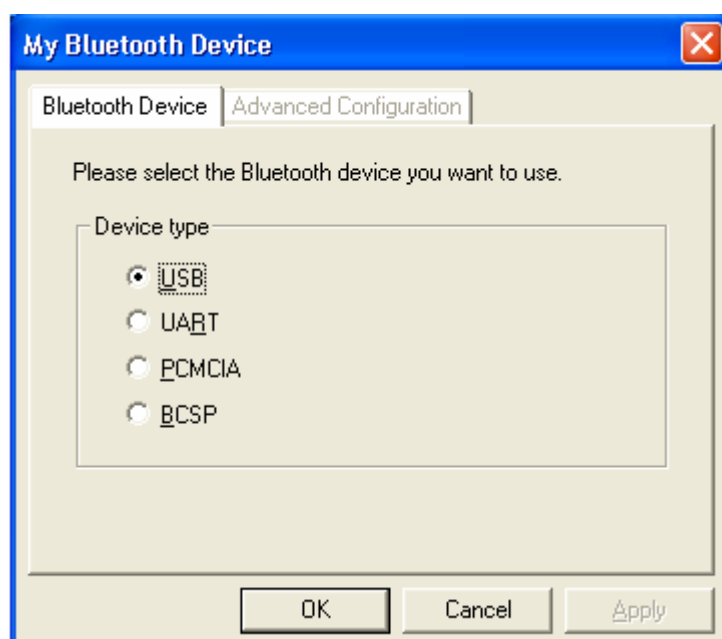 My Bluetooth Device
Bluetooth Device Advanced Configuration
Please select the Bluetooth device you want to use.
Device type
USB
UART
PCMCIA
BCSP
OK Cancel Apply